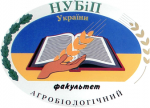 НУБіП
України
факультет
АГРОБІОЛОГІЧНИЙ